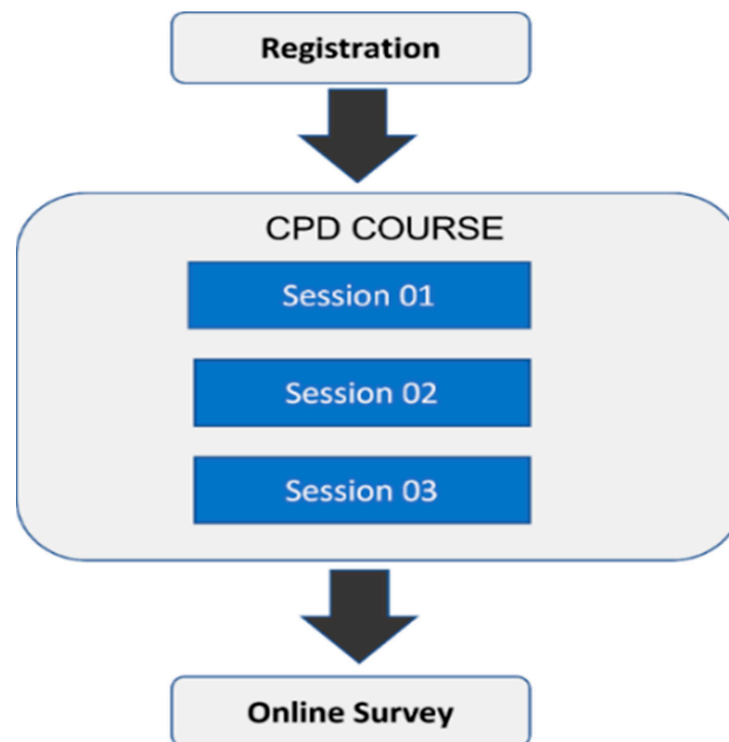 Registration
CPD COURSE
Session 01
Session 02
Session 03
Online Survey